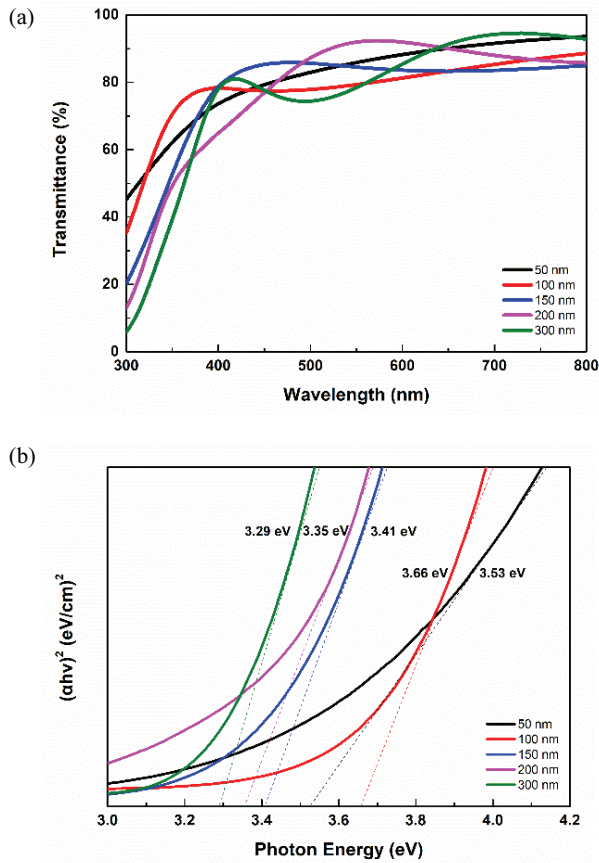 (a)
100
80
60
40
20
0
Transmittance (%)
50 nm
100 nm
150 nm
200 nm
300 nm
300 400 500 600 700 800
Wavelength (nm)
(b)
3.29 eV 3.35 eV 3.41 eV
3.66 eV 3.53 eV
(αhv)² (eV/cm)²
50 nm
100 nm
150 nm
200 nm
300 nm
3.0 3.2 3.4 3.6 3.8 4.0 4.2
Photon Energy (eV)